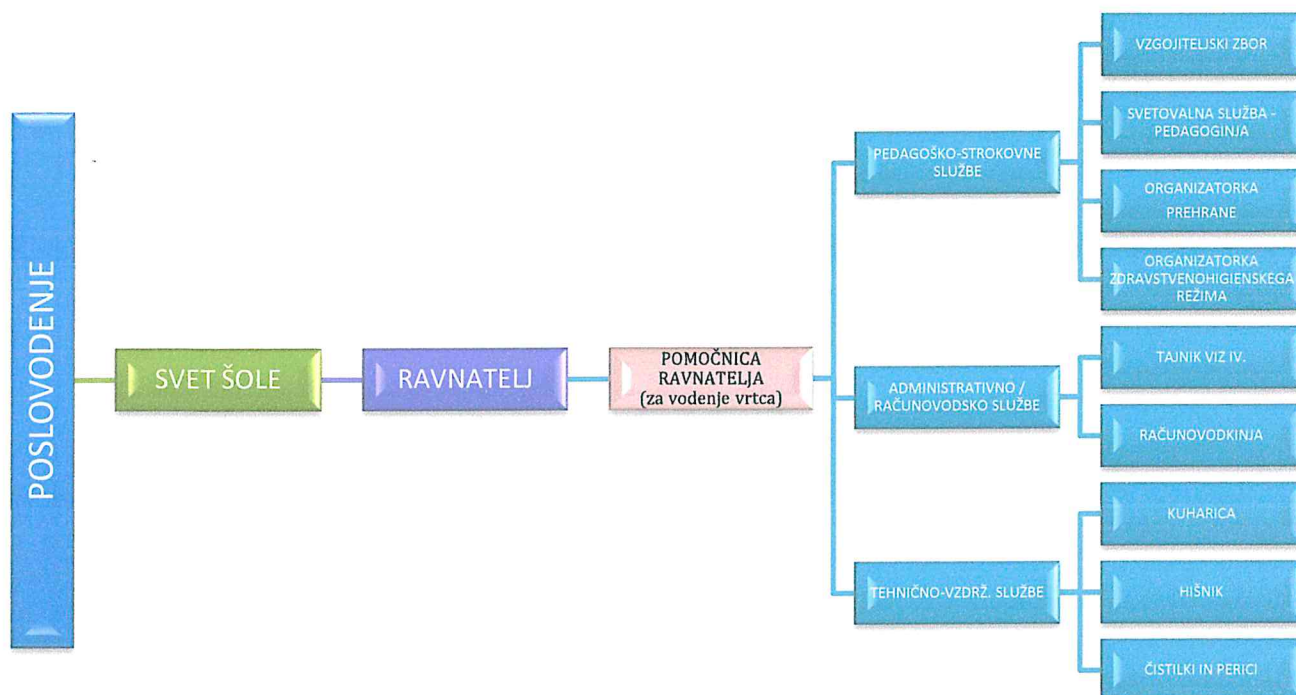 POSLOVODENJE
SVET ŠOLE
RAVNATELJ
POMOČNICA
RAVNATELJA
(za vodenje vrtca)
PEDAGOŠKO-STROKOVNE
SLUŽBE
VZGOJITELJSKI ZBOR
SVETOVALNA SLUŽBA -
PEDAGOGINJA
ORGANIZATORKA
PREHRANE
ORGANIZATORKA
ZDRAVSTVENOHIGIENSKEGA
REŽIMA
ADMINISTRATIVNO /
RAČUNOVODSKO SLUŽBE
TAJNIK VIZ IV.
RAČUNOVODKINJA
TEHNIČNO-VZDRŽ. SLUŽBE
KUHARICA
HIŠNIK
ČISTILKI IN PERICI